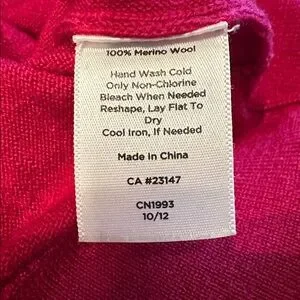 100% Merino Wool
Hand Wash Cold
Only Non-Chlorine
Bleach When Needed
Reshape, Lay Flat To
Dry
Cool Iron, If Needed
Made in China
CA #23147
CN1993
10/12